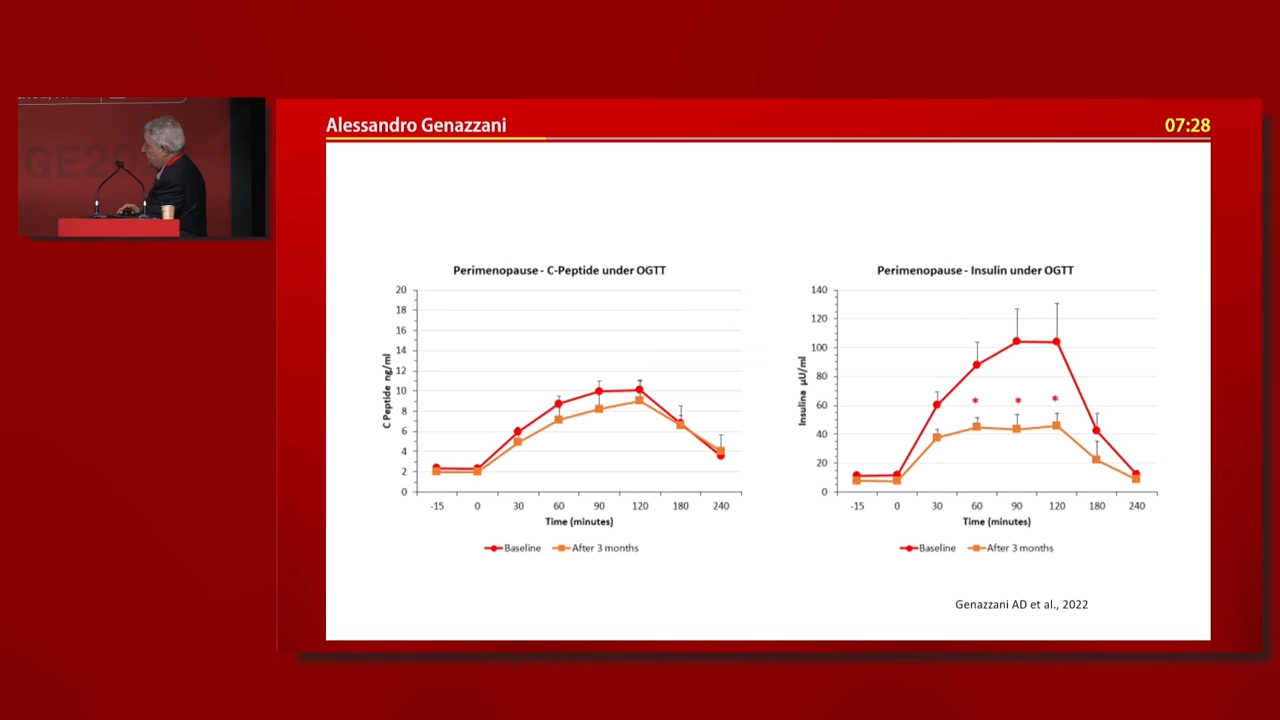 GE20
Alessandro Genazzani
07:28
Perimenopause - C-Peptide under OGTT
20
18
16
14
12
10
8
6
4
2
0
C Peptide ng/ml
-15 0 30 60 90 120 180 240
Time (minutes)
Baseline After 3 months
Perimenopause - Insulin under OGTT
140
120
100
80
60
40
20
0
Insulina µU/ml
* * *
-15 0 30 60 90 120 180 240
Time (minutes)
Baseline After 3 months
Genazzani AD et al., 2022